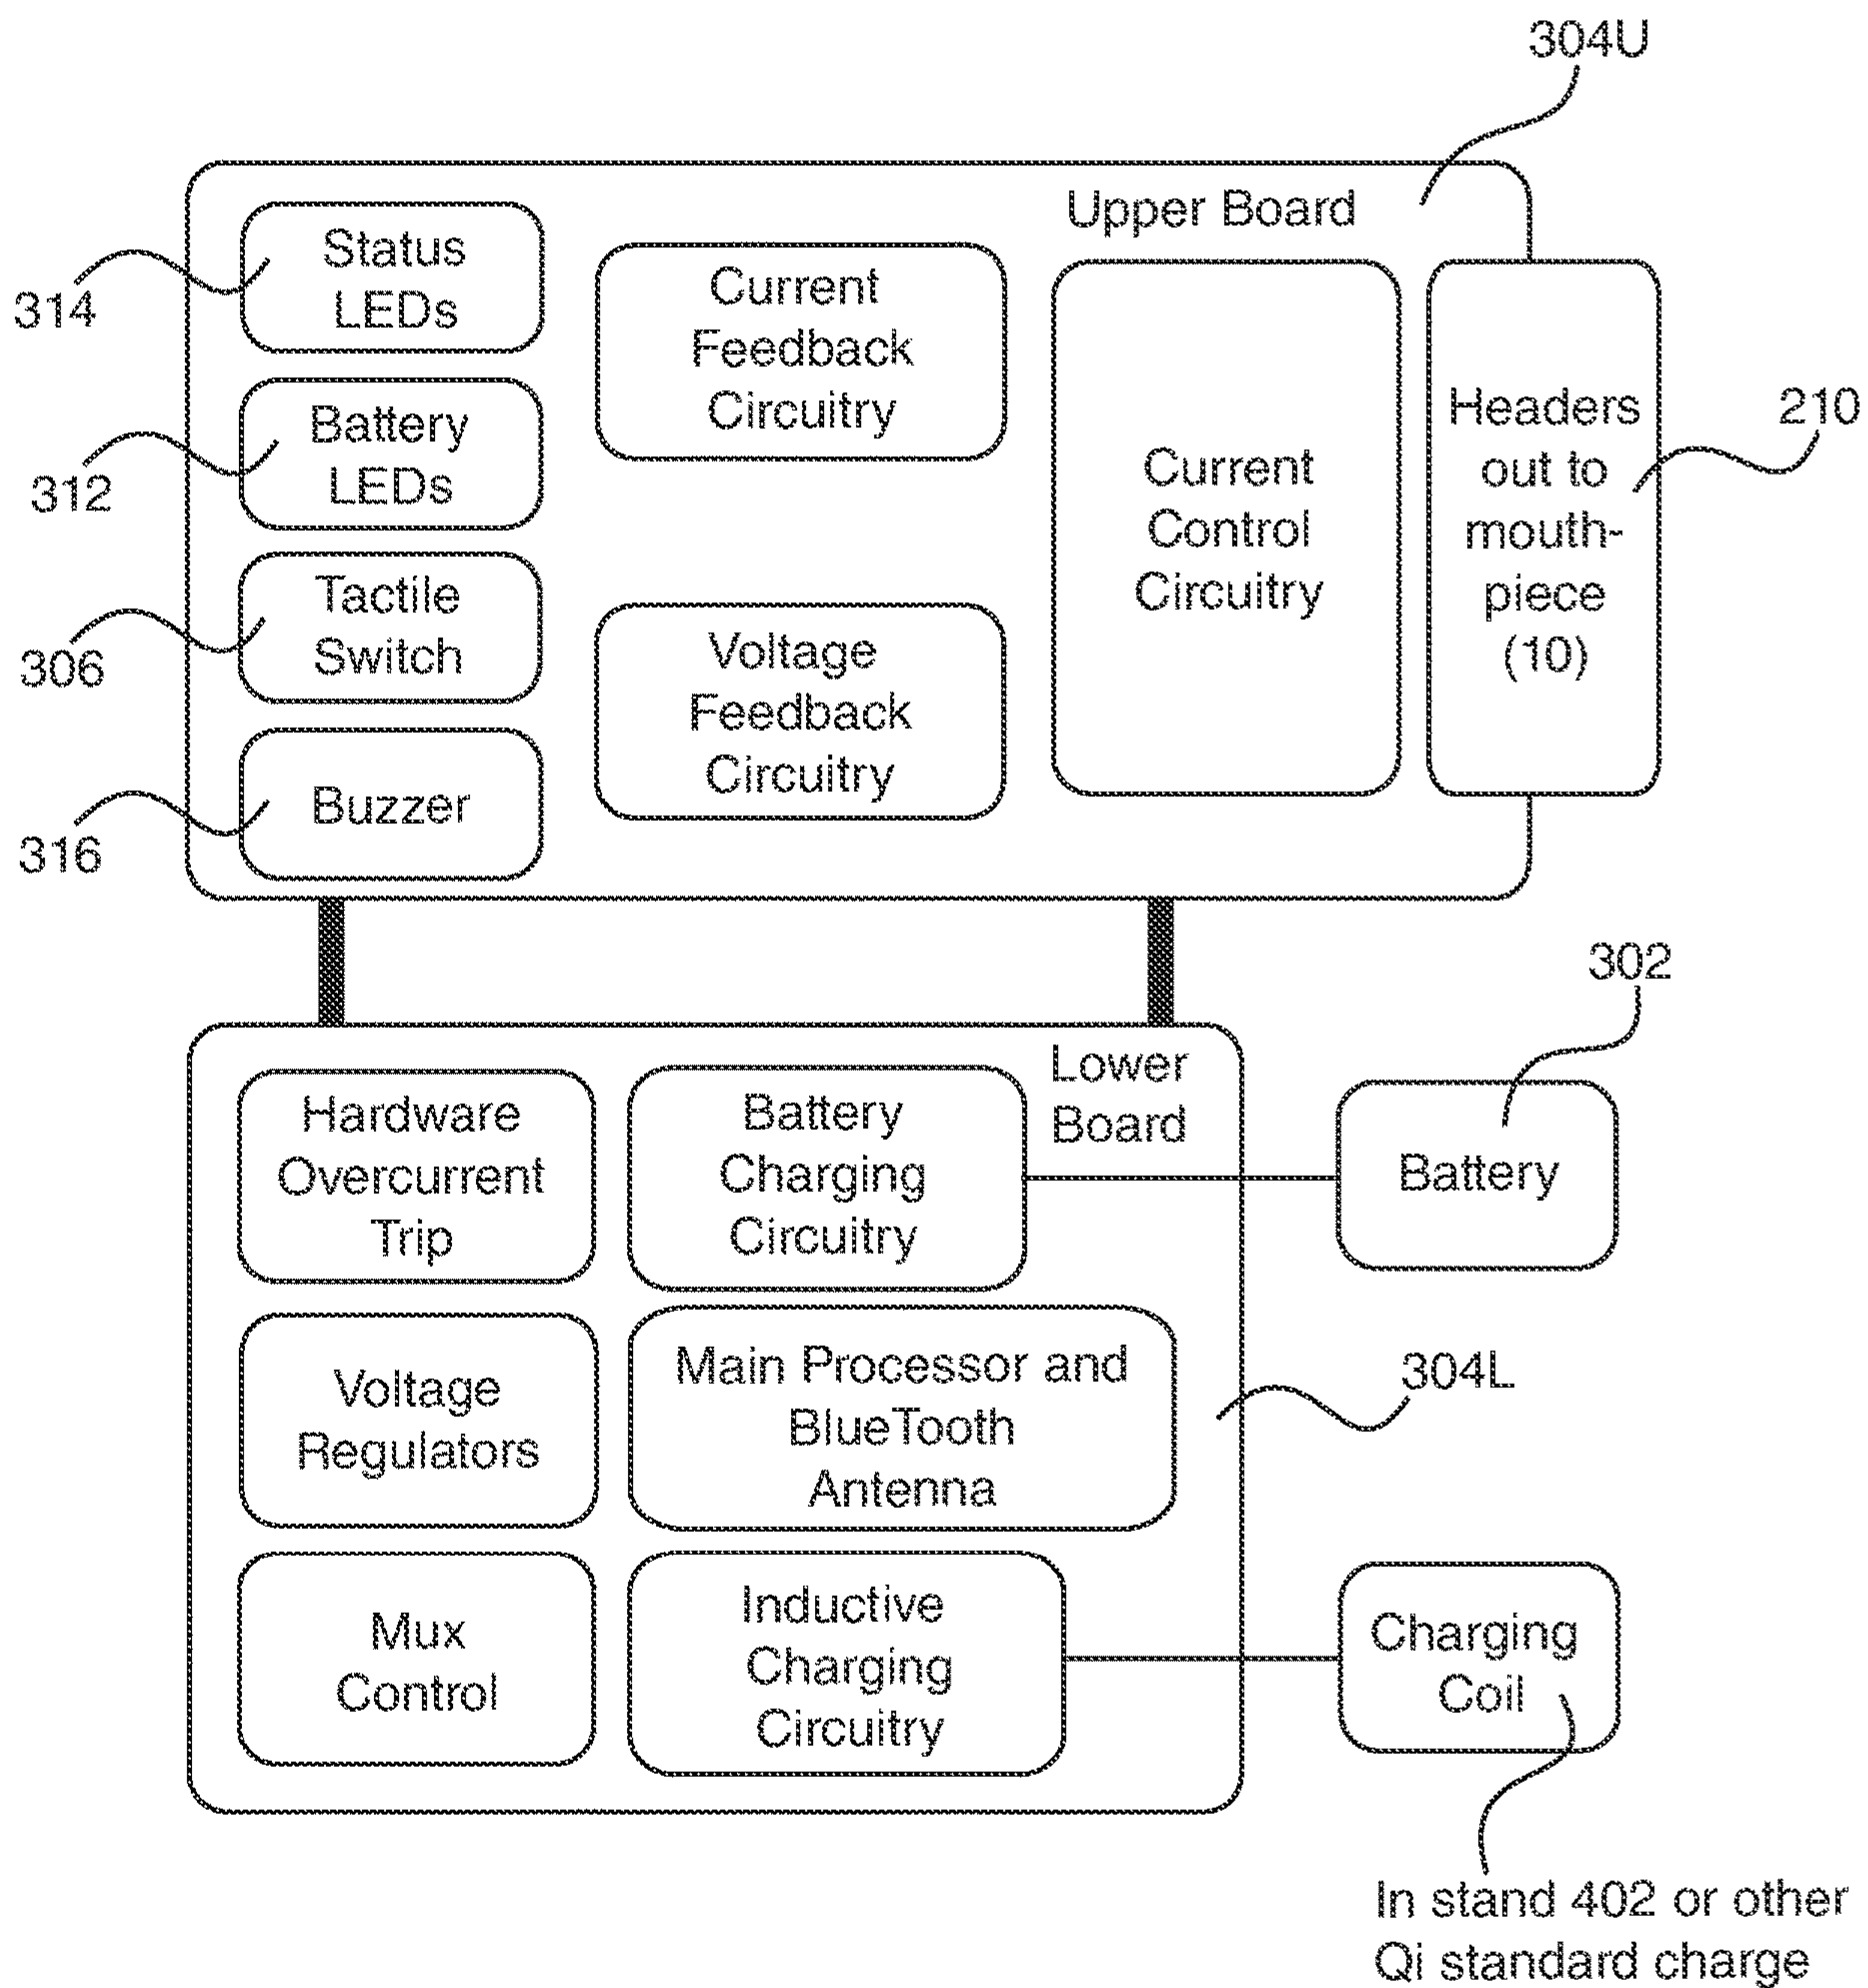 304U
Upper Board
314
Status
LEDs
312
Battery
LEDs
306
Tactile
Switch
316
Buzzer
Current
Feedback
Circuitry
Voltage
Feedback
Circuitry
Current
Control
Circuitry
Headers
out to
mouth-
piece
(10)
210
Lower
Board
Hardware
Overcurrent
Trip
Battery
Charging
Circuitry
302
Battery
Voltage
Regulators
Main Processor and
BlueTooth
Antenna
304L
Mux
Control
Inductive
Charging
Circuitry
Charging
Coil
In stand 402 or other
Qi standard charge